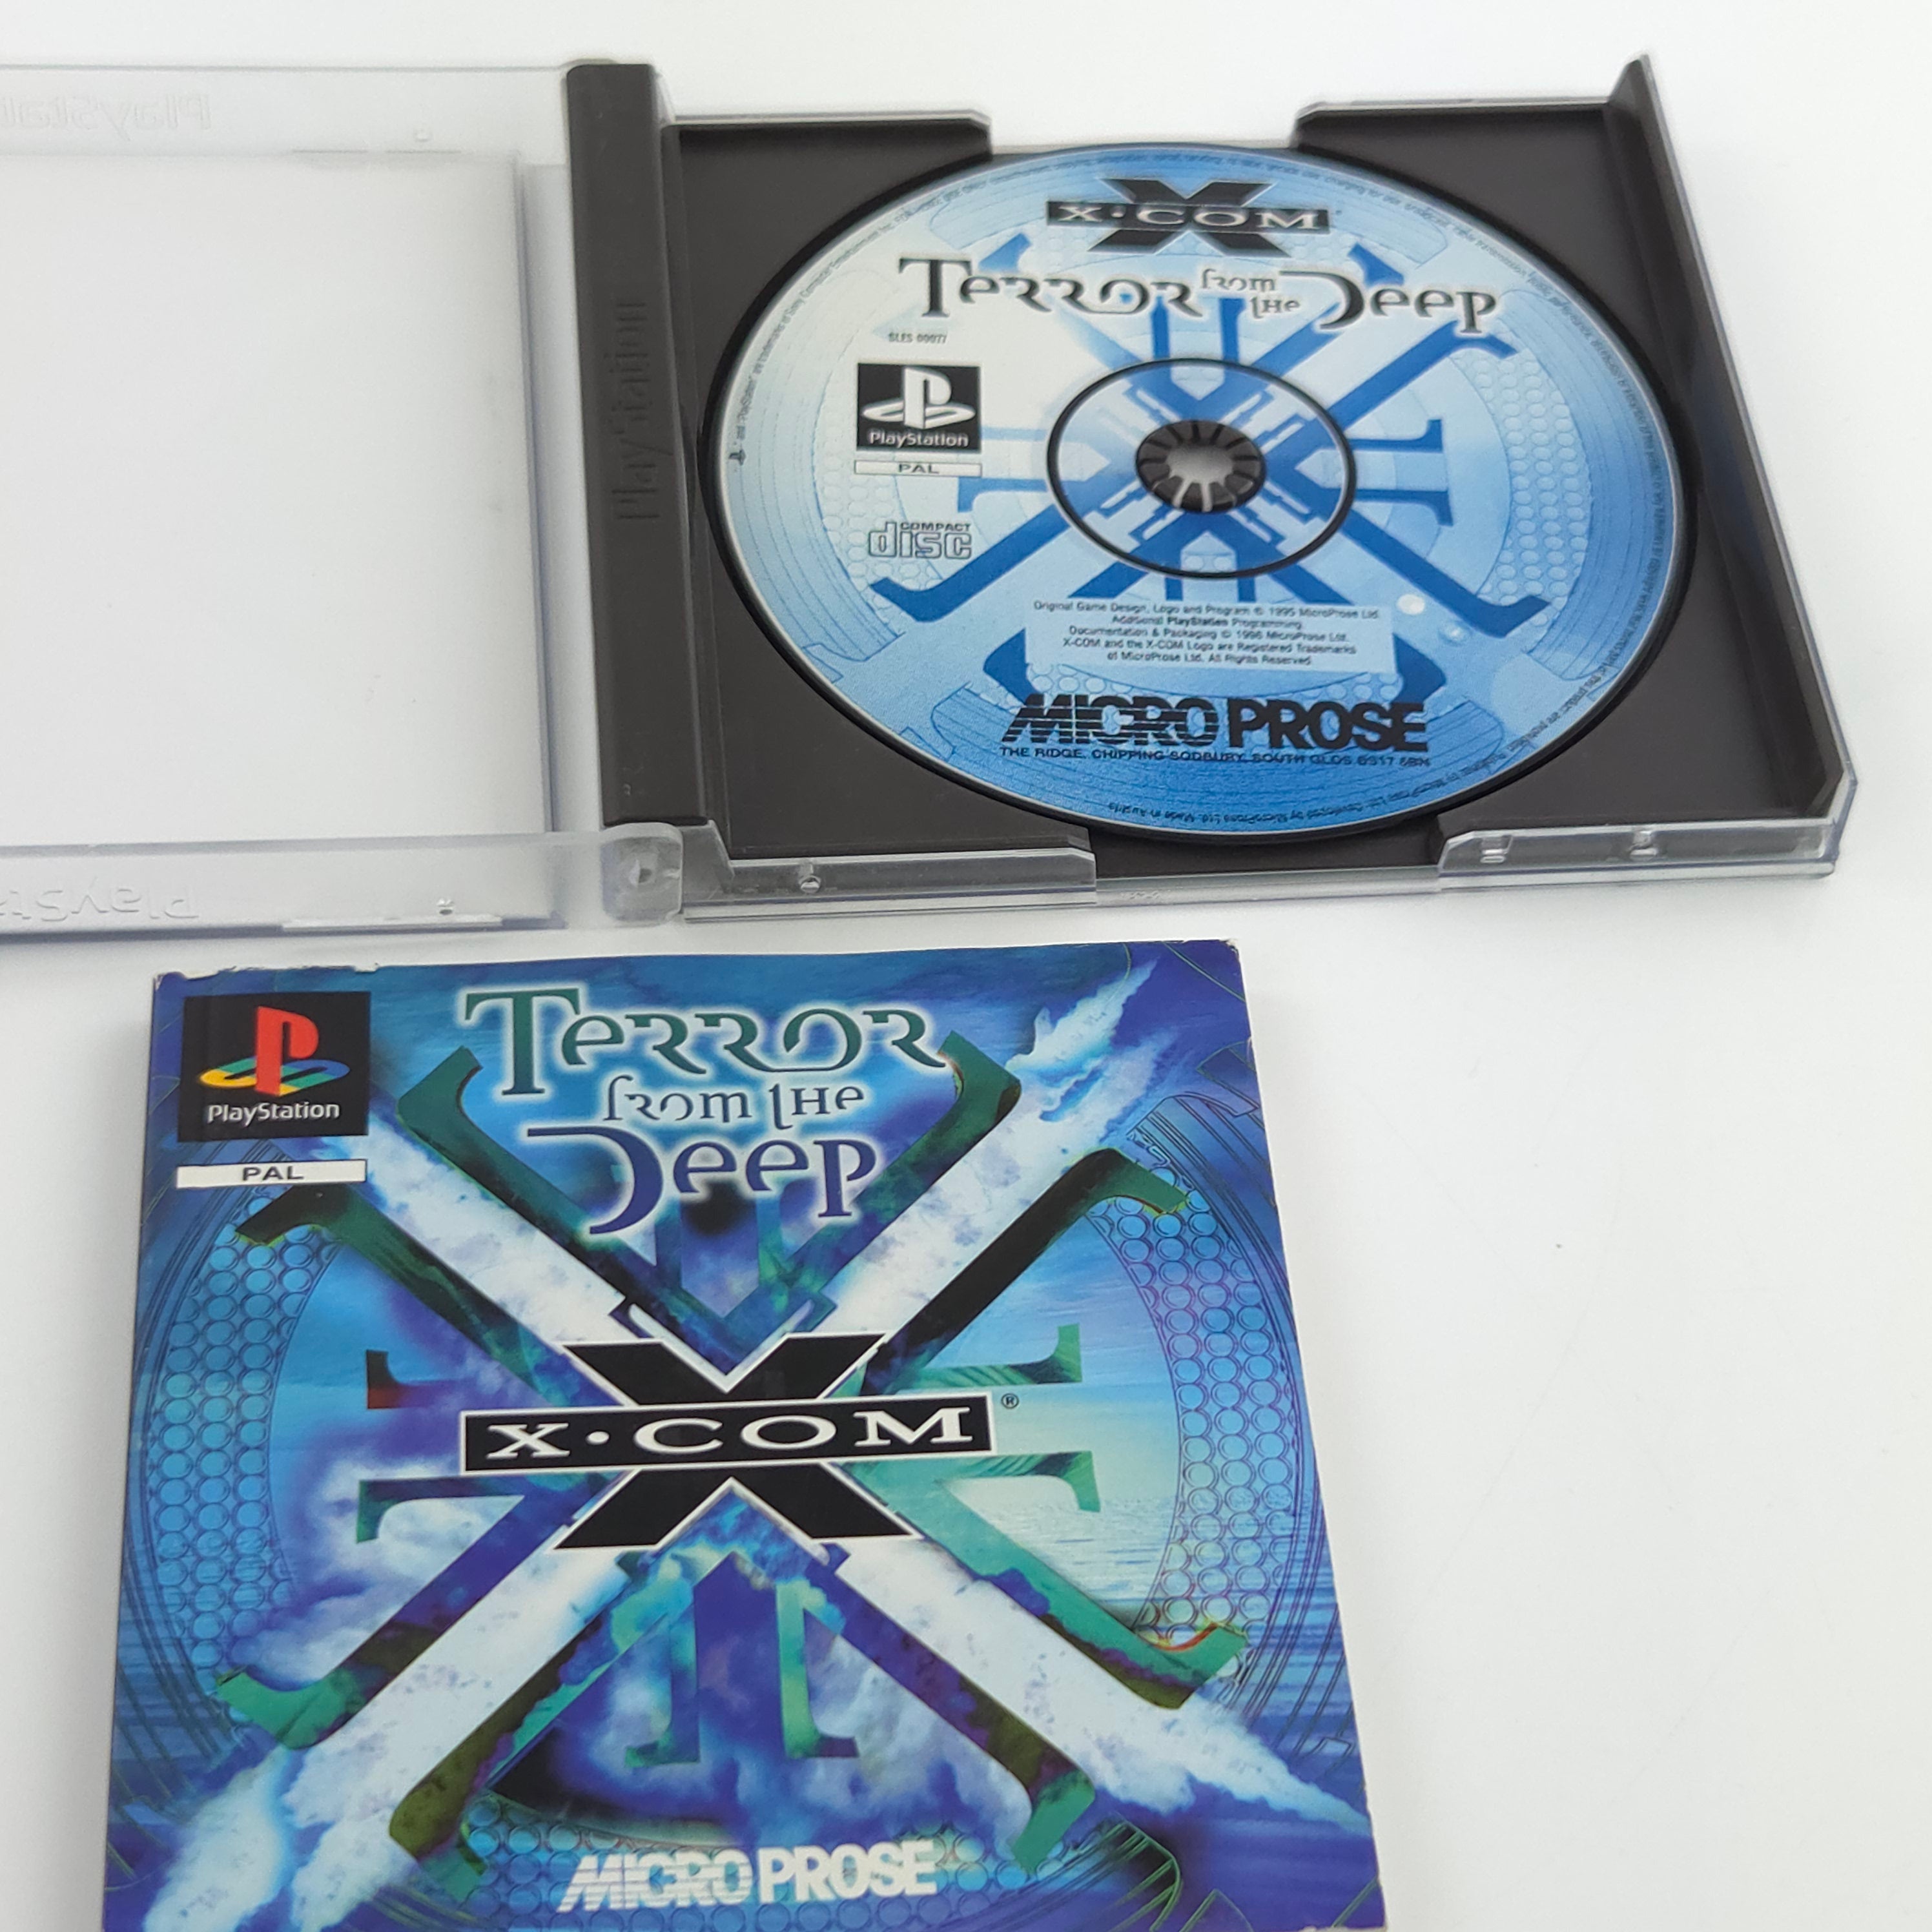 PlayStation
X·COM
Terror from the Deep
SLES 00077
PlayStation
PAL
COMPACT
disc
Original Game Design, Logo and Program © 1995 MicroProse Ltd.
Additional PlayStation Programming.
Documentation & Packaging © 1996 MicroProse Ltd.
X-COM and the X-COM Logo are Registered Trademarks
of MicroProse Ltd. All Rights Reserved.
MICRO PROSE
THE RIDGE, CHIPPING SODBURY, SOUTH GLOS BS17 6BN
Made in Austria
PlayStation
PAL
Terror
from the
Deep
X·COM®
MICRO PROSE